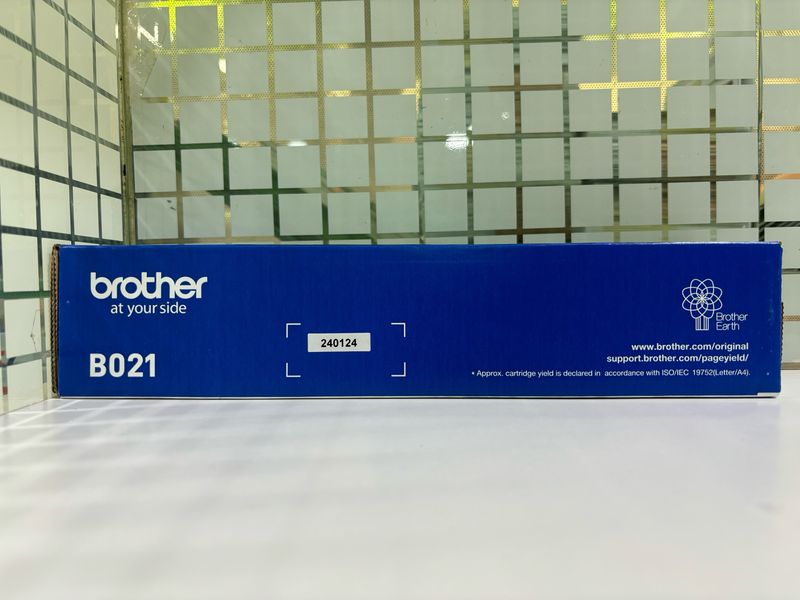 brother
at your side
B021
240124
Brother
Earth
www.brother.com/original
support.brother.com/pageyield/
* Approx. cartridge yield is declared in accordance with ISO/IEC 19752(Letter/A4).